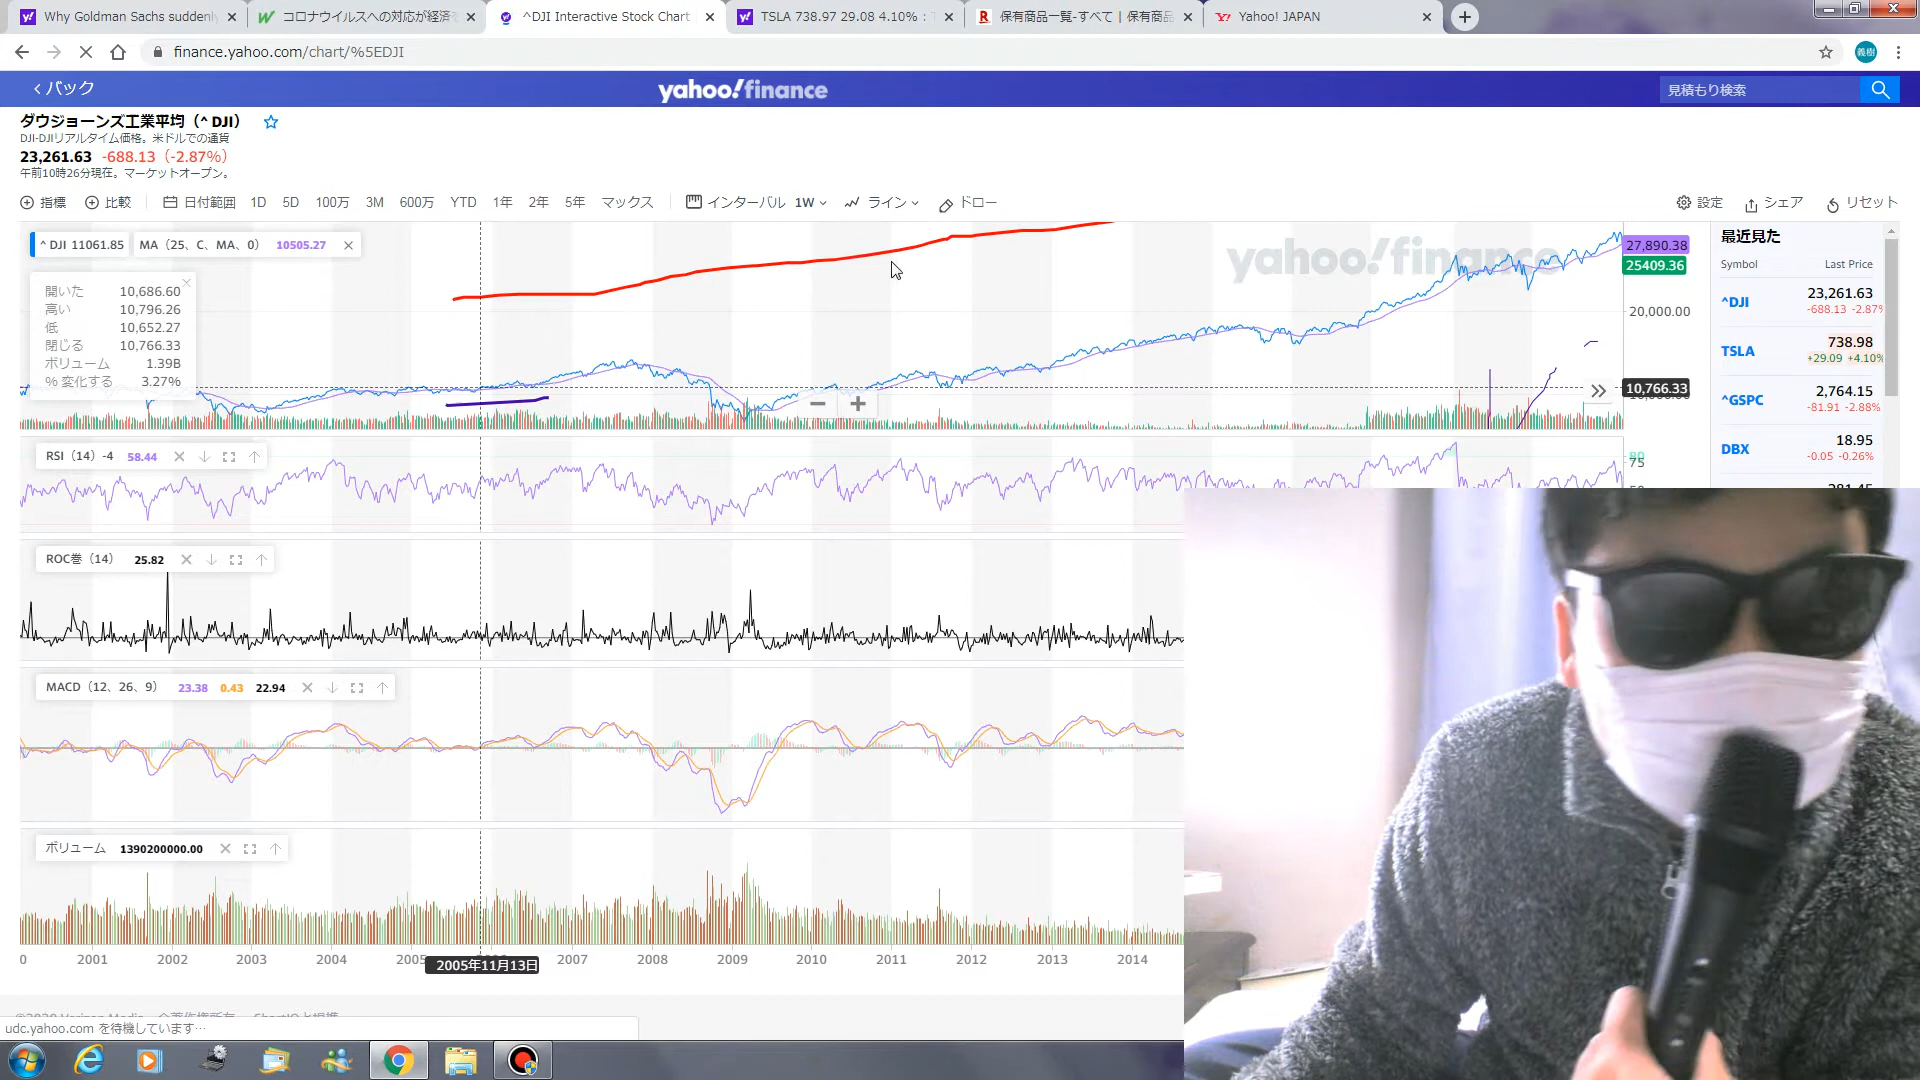 Why Goldman Sachs suddenly
コロナウイルスへの対応が経済
^DJI Interactive Stock Chart
TSLA 738.97 29.08 4.10% :
保有商品一覧-すべて | 保有商品
Yahoo! JAPAN
finance.yahoo.com/chart/%5EDJI
義樹
バック
yahoo!finance
見積もり検索
ダウジョーンズ工業平均（^ DJI）
DJI-DJIリアルタイム価格。米ドルでの通貨
23,261.63 -688.13（-2.87%）
午前10時26分現在。マーケットオープン。
指標 比較 日付範囲 1D 5D 100万 3M 600万 YTD 1年 2年 5年 マックス インターバル 1W ライン ドロー 設定 シェア リセット
^ DJI 11061.85 MA（25、C、MA、0） 10505.27
yahoo!finance
開いた 10,686.60
高い 10,796.26
低 10,652.27
閉じる 10,766.33
ボリューム 1.39B
% 変化する 3.27%
27,890.38
25409.36
20,000.00
10,766.33
最近見た
Symbol Last Price
^DJI 23,261.63
-688.13 -2.87%
TSLA 738.98
+29.09 +4.10%
^GSPC 2,764.15
-81.91 -2.88%
DBX 18.95
-0.05 -0.26%
RSI（14）-4 58.44
80
75
ROC巻（14） 25.82
MACD（12、26、9） 23.38 0.43 22.94
ボリューム 1390200000.00
0 2001 2002 2003 2004 2005 2007 2008 2009 2010 2011 2012 2013 2014
2005年11月13日
udc.yahoo.com を待機しています…